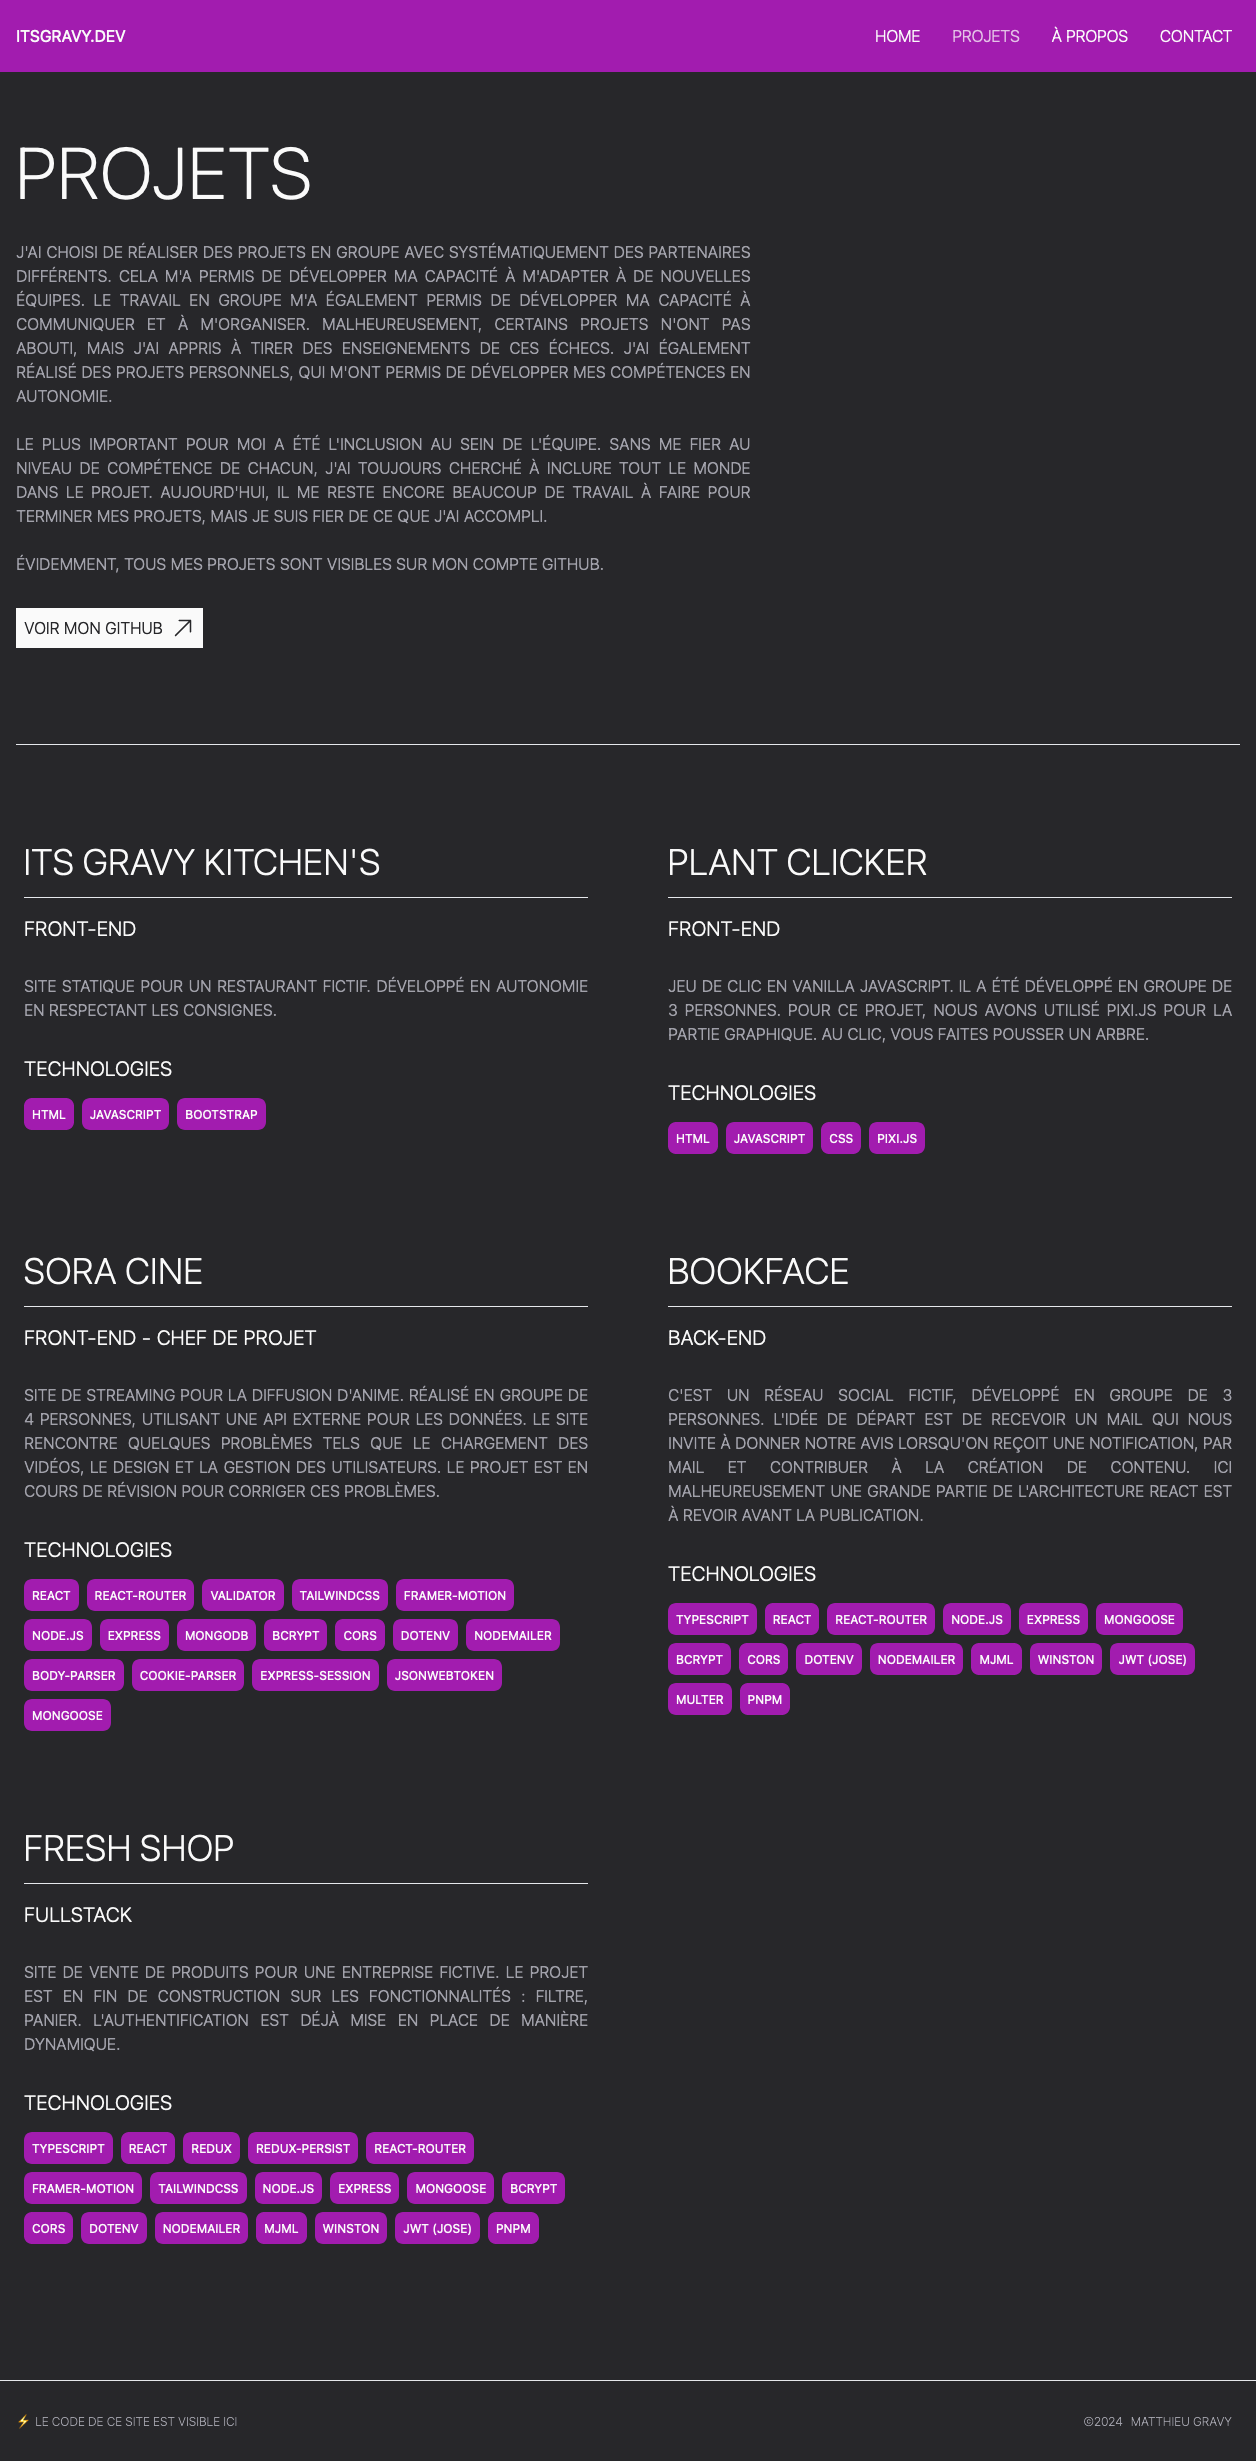 ITSGRAVY.DEV
HOME PROJETS À PROPOS CONTACT
PROJETS
J'AI CHOISI DE RÉALISER DES PROJETS EN GROUPE AVEC SYSTÉMATIQUEMENT DES PARTENAIRES
DIFFÉRENTS. CELA M'A PERMIS DE DÉVELOPPER MA CAPACITÉ À M'ADAPTER À DE NOUVELLES
ÉQUIPES. LE TRAVAIL EN GROUPE M'A ÉGALEMENT PERMIS DE DÉVELOPPER MA CAPACITÉ À
COMMUNIQUER ET À M'ORGANISER. MALHEUREUSEMENT, CERTAINS PROJETS N'ONT PAS
ABOUTI, MAIS J'AI APPRIS À TIRER DES ENSEIGNEMENTS DE CES ÉCHECS. J'AI ÉGALEMENT
RÉALISÉ DES PROJETS PERSONNELS, QUI M'ONT PERMIS DE DÉVELOPPER MES COMPÉTENCES EN
AUTONOMIE.
LE PLUS IMPORTANT POUR MOI A ÉTÉ L'INCLUSION AU SEIN DE L'ÉQUIPE. SANS ME FIER AU
NIVEAU DE COMPÉTENCE DE CHACUN, J'AI TOUJOURS CHERCHÉ À INCLURE TOUT LE MONDE
DANS LE PROJET. AUJOURD'HUI, IL ME RESTE ENCORE BEAUCOUP DE TRAVAIL À FAIRE POUR
TERMINER MES PROJETS, MAIS JE SUIS FIER DE CE QUE J'AI ACCOMPLI.
ÉVIDEMMENT, TOUS MES PROJETS SONT VISIBLES SUR MON COMPTE GITHUB.
VOIR MON GITHUB
ITS GRAVY KITCHEN'S
FRONT-END
SITE STATIQUE POUR UN RESTAURANT FICTIF. DÉVELOPPÉ EN AUTONOMIE
EN RESPECTANT LES CONSIGNES.
TECHNOLOGIES
HTML JAVASCRIPT BOOTSTRAP
PLANT CLICKER
FRONT-END
JEU DE CLIC EN VANILLA JAVASCRIPT. IL A ÉTÉ DÉVELOPPÉ EN GROUPE DE
3 PERSONNES. POUR CE PROJET, NOUS AVONS UTILISÉ PIXI.JS POUR LA
PARTIE GRAPHIQUE. AU CLIC, VOUS FAITES POUSSER UN ARBRE.
TECHNOLOGIES
HTML JAVASCRIPT CSS PIXI.JS
SORA CINE
FRONT-END - CHEF DE PROJET
SITE DE STREAMING POUR LA DIFFUSION D'ANIME. RÉALISÉ EN GROUPE DE
4 PERSONNES, UTILISANT UNE API EXTERNE POUR LES DONNÉES. LE SITE
RENCONTRE QUELQUES PROBLÈMES TELS QUE LE CHARGEMENT DES
VIDÉOS, LE DESIGN ET LA GESTION DES UTILISATEURS. LE PROJET EST EN
COURS DE RÉVISION POUR CORRIGER CES PROBLÈMES.
TECHNOLOGIES
REACT REACT-ROUTER VALIDATOR TAILWINDCSS FRAMER-MOTION
NODE.JS EXPRESS MONGODB BCRYPT CORS DOTENV NODEMAILER
BODY-PARSER COOKIE-PARSER EXPRESS-SESSION JSONWEBTOKEN
MONGOOSE
BOOKFACE
BACK-END
C'EST UN RÉSEAU SOCIAL FICTIF, DÉVELOPPÉ EN GROUPE DE 3
PERSONNES. L'IDÉE DE DÉPART EST DE RECEVOIR UN MAIL QUI NOUS
INVITE À DONNER NOTRE AVIS LORSQU'ON REÇOIT UNE NOTIFICATION, PAR
MAIL ET CONTRIBUER À LA CRÉATION DE CONTENU. ICI
MALHEUREUSEMENT UNE GRANDE PARTIE DE L'ARCHITECTURE REACT EST
À REVOIR AVANT LA PUBLICATION.
TECHNOLOGIES
TYPESCRIPT REACT REACT-ROUTER NODE.JS EXPRESS MONGOOSE
BCRYPT CORS DOTENV NODEMAILER MJML WINSTON JWT (JOSE)
MULTER PNPM
FRESH SHOP
FULLSTACK
SITE DE VENTE DE PRODUITS POUR UNE ENTREPRISE FICTIVE. LE PROJET
EST EN FIN DE CONSTRUCTION SUR LES FONCTIONNALITÉS : FILTRE,
PANIER. L'AUTHENTIFICATION EST DÉJÀ MISE EN PLACE DE MANIÈRE
DYNAMIQUE.
TECHNOLOGIES
TYPESCRIPT REACT REDUX REDUX-PERSIST REACT-ROUTER
FRAMER-MOTION TAILWINDCSS NODE.JS EXPRESS MONGOOSE BCRYPT
CORS DOTENV NODEMAILER MJML WINSTON JWT (JOSE) PNPM
⚡ LE CODE DE CE SITE EST VISIBLE ICI
©2024 MATTHIEU GRAVY